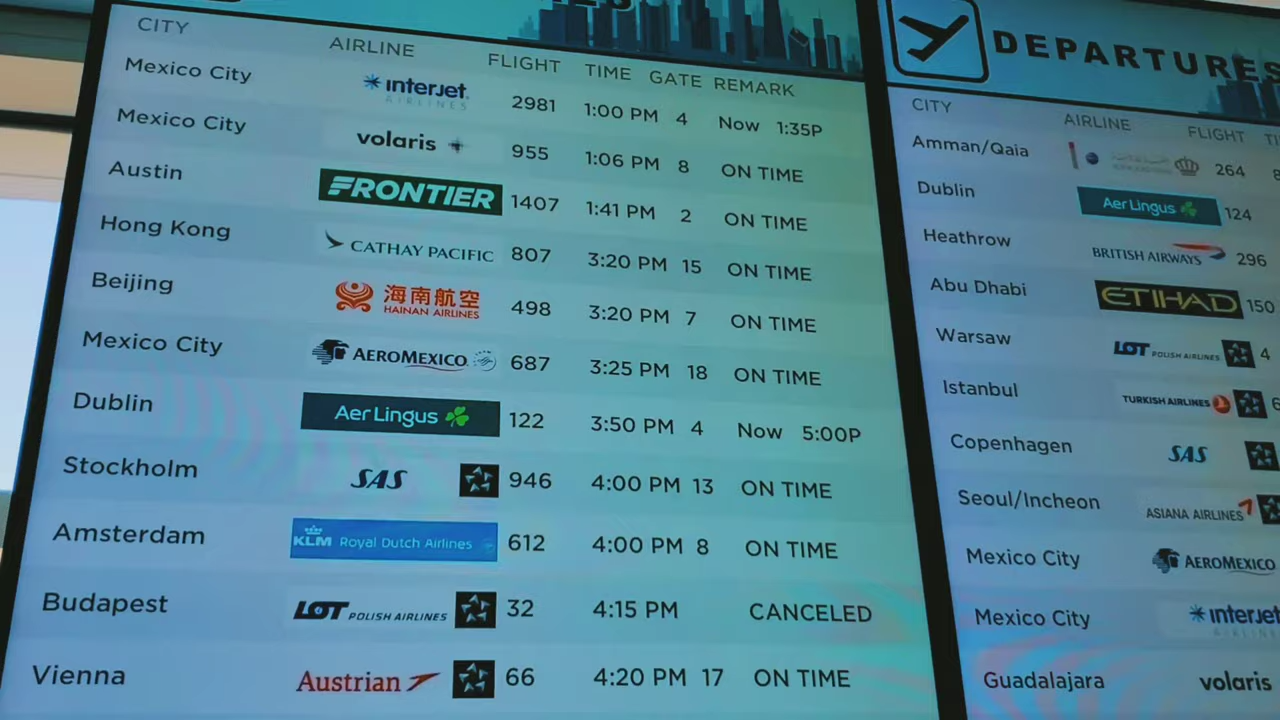 CITY AIRLINE FLIGHT TIME GATE REMARK
Mexico City interjet AIRLINES 2981 1:00 PM 4 Now 1:35P
Mexico City volaris 955 1:06 PM 8 ON TIME
Austin FRONTIER 1407 1:41 PM 2 ON TIME
Hong Kong CATHAY PACIFIC 807 3:20 PM 15 ON TIME
Beijing 海南航空 HAINAN AIRLINES 498 3:20 PM 7 ON TIME
Mexico City AEROMEXICO 687 3:25 PM 18 ON TIME
Dublin Aer Lingus 122 3:50 PM 4 Now 5:00P
Stockholm SAS 946 4:00 PM 13 ON TIME
Amsterdam KLM Royal Dutch Airlines 612 4:00 PM 8 ON TIME
Budapest LOT POLISH AIRLINES 32 4:15 PM CANCELED
Vienna Austrian 66 4:20 PM 17 ON TIME
DEPARTURES
CITY AIRLINE FLIGHT
Amman/Qaia 264
Dublin Aer Lingus 124
Heathrow BRITISH AIRWAYS 296
Abu Dhabi ETIHAD 150
Warsaw LOT POLISH AIRLINES 4
Istanbul TURKISH AIRLINES
Copenhagen SAS
Seoul/Incheon ASIANA AIRLINES
Mexico City AEROMEXICO
Mexico City interjet
Guadalajara volaris